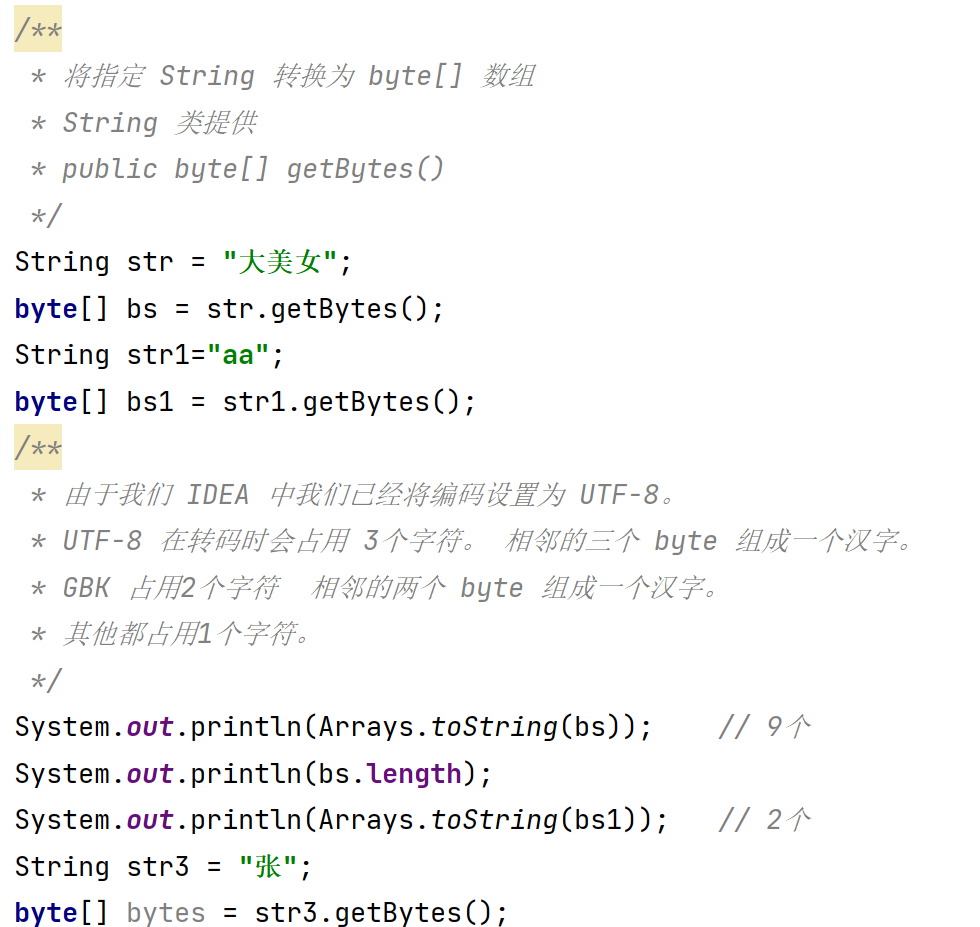 /**
 * 将指定 String 转换为 byte[] 数组
 * String 类提供
 * public byte[] getBytes()
 */
String str = "大美女";
byte[] bs = str.getBytes();
String str1="aa";
byte[] bs1 = str1.getBytes();
/**
 * 由于我们 IDEA 中我们已经将编码设置为 UTF-8。
 * UTF-8 在转码时会占用 3个字符。 相邻的三个 byte 组成一个汉字。
 * GBK 占用2个字符  相邻的两个 byte 组成一个汉字。
 * 其他都占用1个字符。
 */
System.out.println(Arrays.toString(bs));    // 9个
System.out.println(bs.length);
System.out.println(Arrays.toString(bs1));   // 2个
String str3 = "张";
byte[] bytes = str3.getBytes();